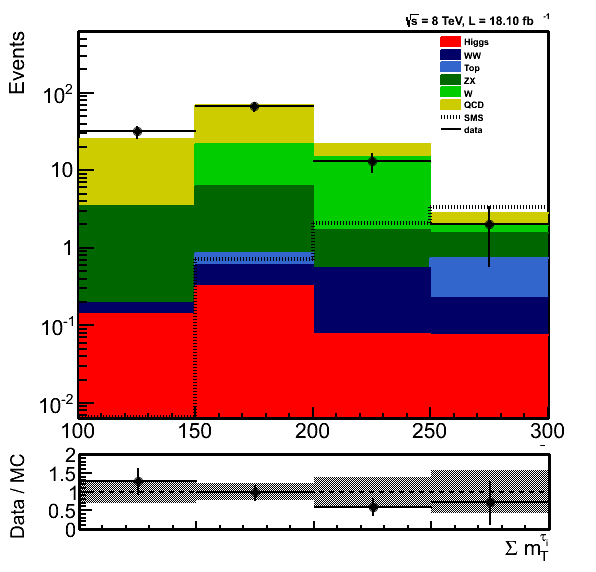 √s = 8 TeV, L = 18.10 fb⁻¹
Events
Higgs
WW
Top
ZX
W
QCD
SMS
data
10²
10
1
10⁻¹
10⁻²
100 150 200 250 300
Data / MC
2
1.5
1
0.5
0
Σ m_T^{τ_i}